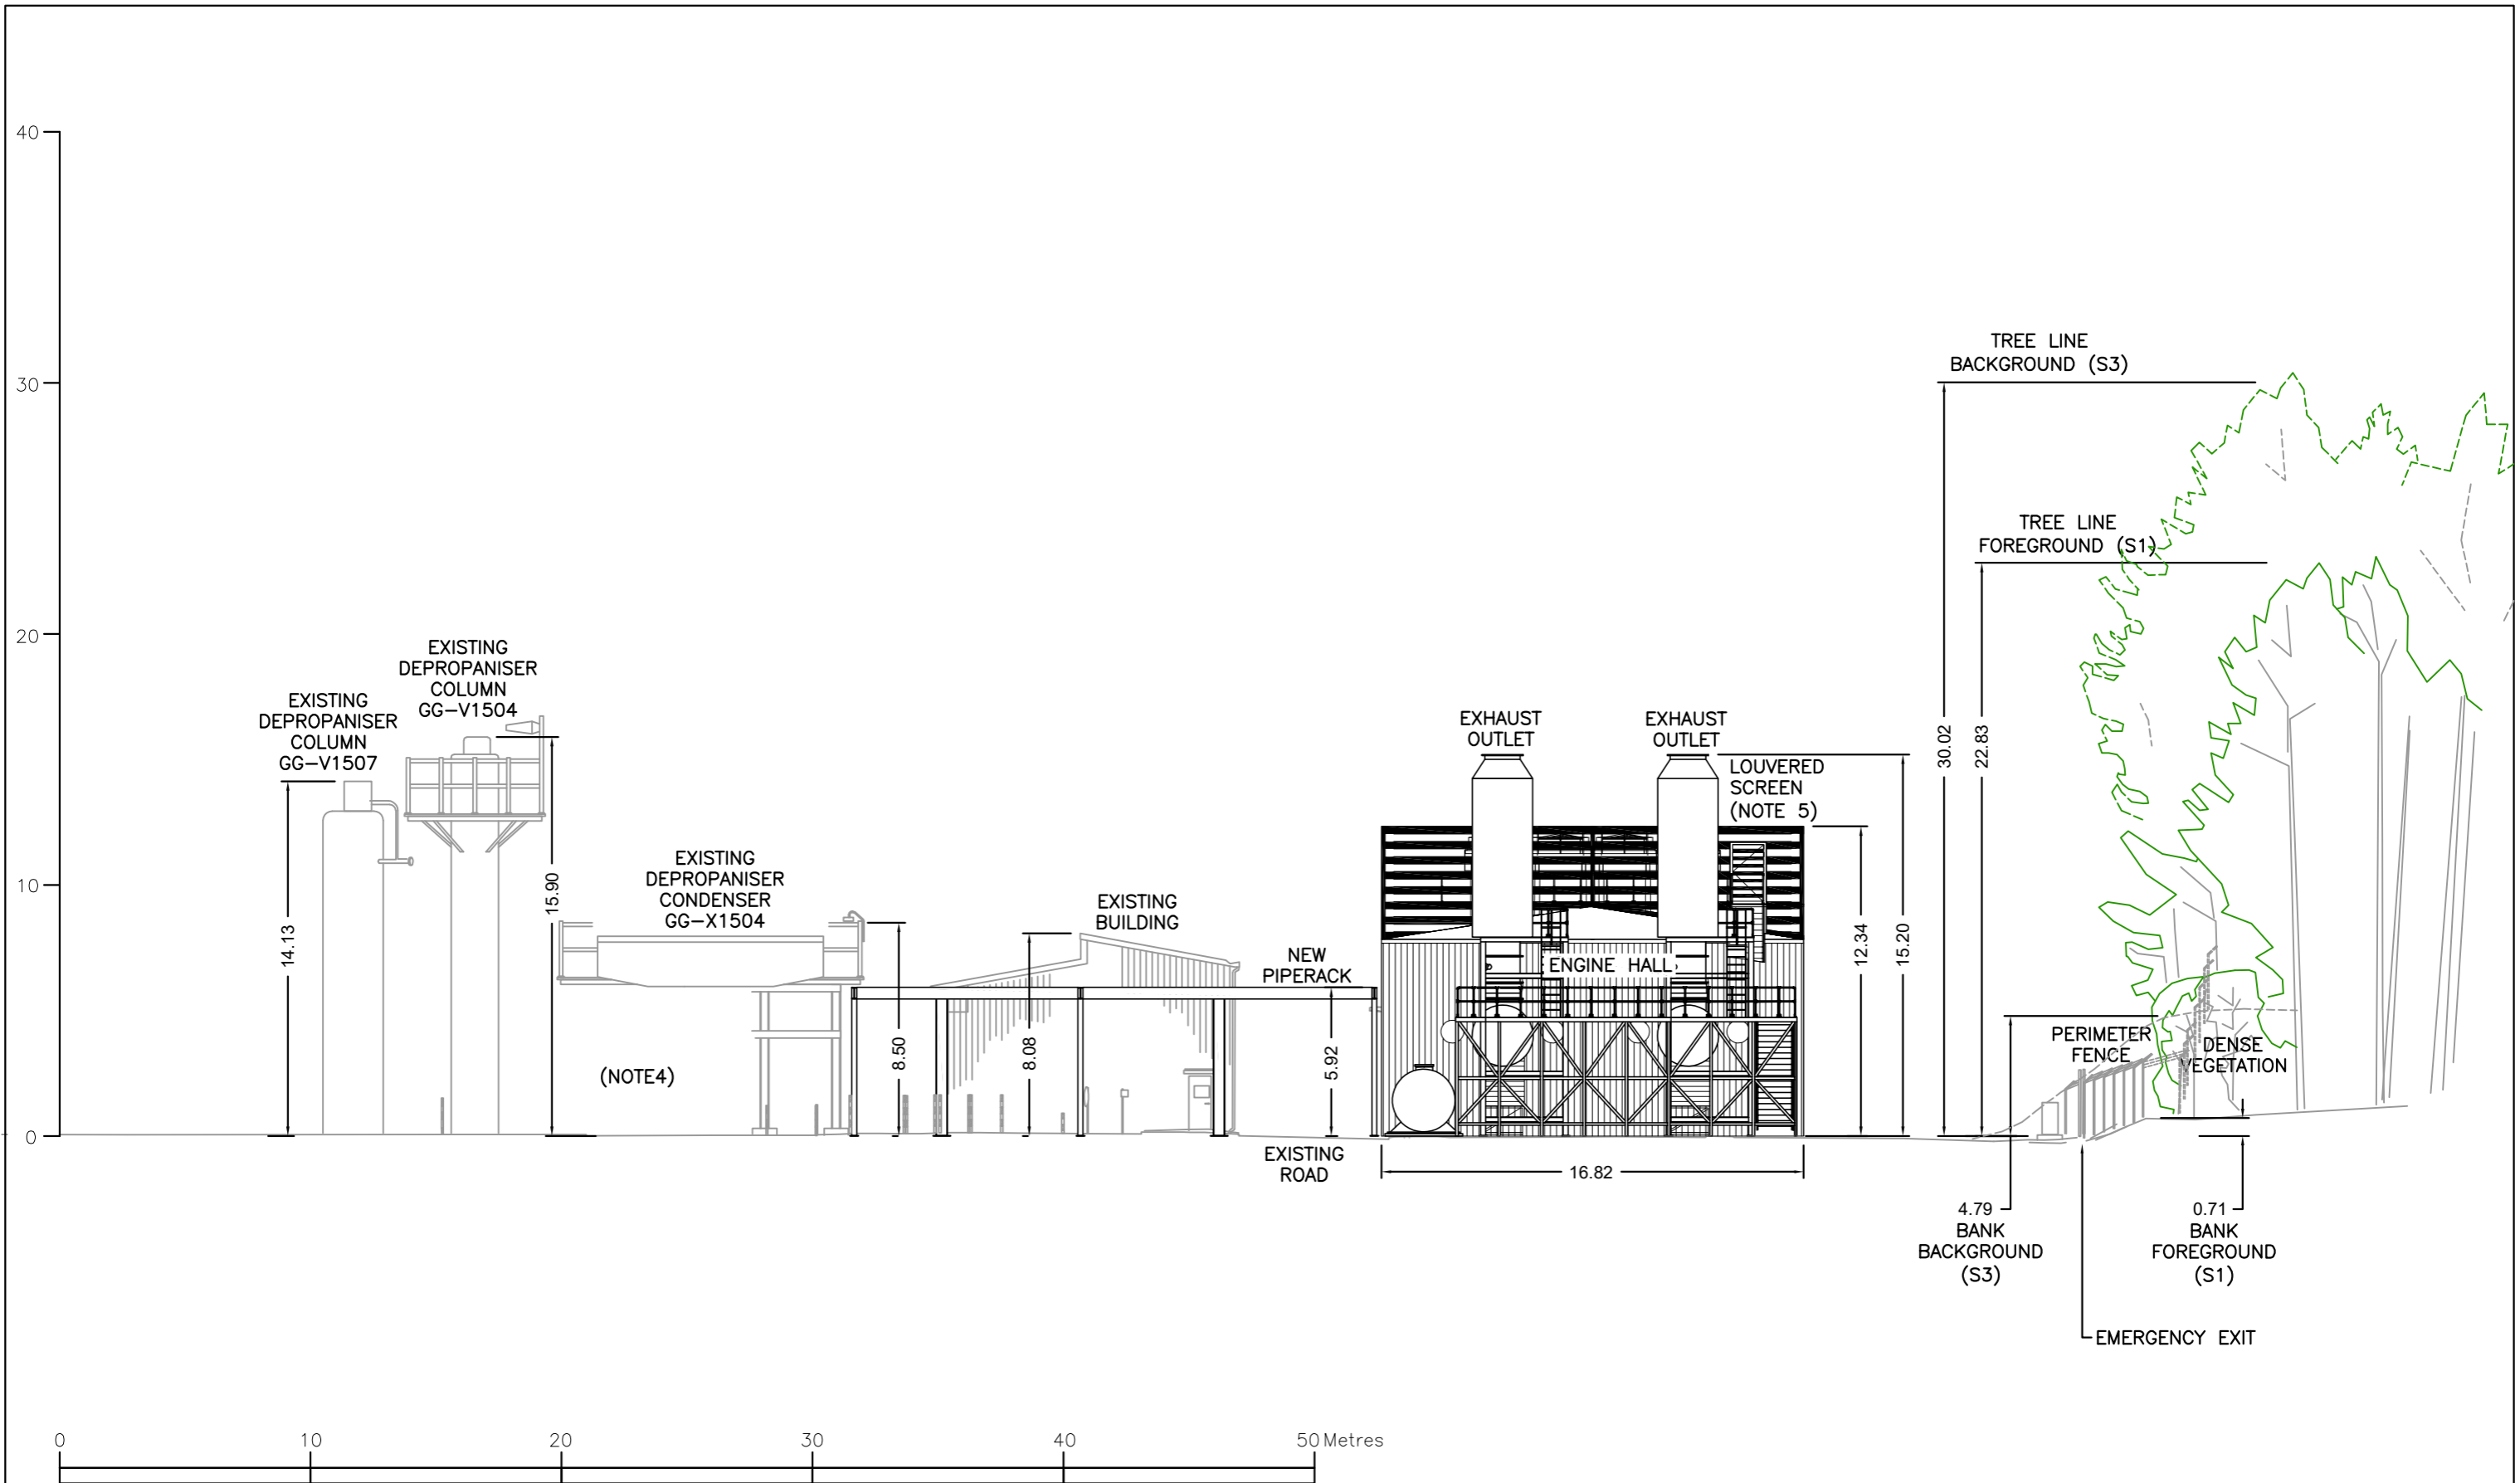 40
30
20
10
0
TREE LINE
BACKGROUND (S3)
TREE LINE
FOREGROUND (S1)
30.02
22.83
EXISTING
DEPROPANISER
COLUMN
GG-V1504
EXISTING
DEPROPANISER
COLUMN
GG-V1507
14.13
15.90
EXISTING
DEPROPANISER
CONDENSER
GG-X1504
(NOTE4)
8.50
EXISTING
BUILDING
8.08
NEW
PIPERACK
5.92
EXISTING
ROAD
EXHAUST
OUTLET
EXHAUST
OUTLET
LOUVERED
SCREEN
(NOTE 5)
ENGINE HALL
12.34
15.20
16.82
PERIMETER
FENCE
DENSE
VEGETATION
4.79
BANK
BACKGROUND
(S3)
0.71
BANK
FOREGROUND
(S1)
EMERGENCY EXIT
0 10 20 30 40 50 Metres